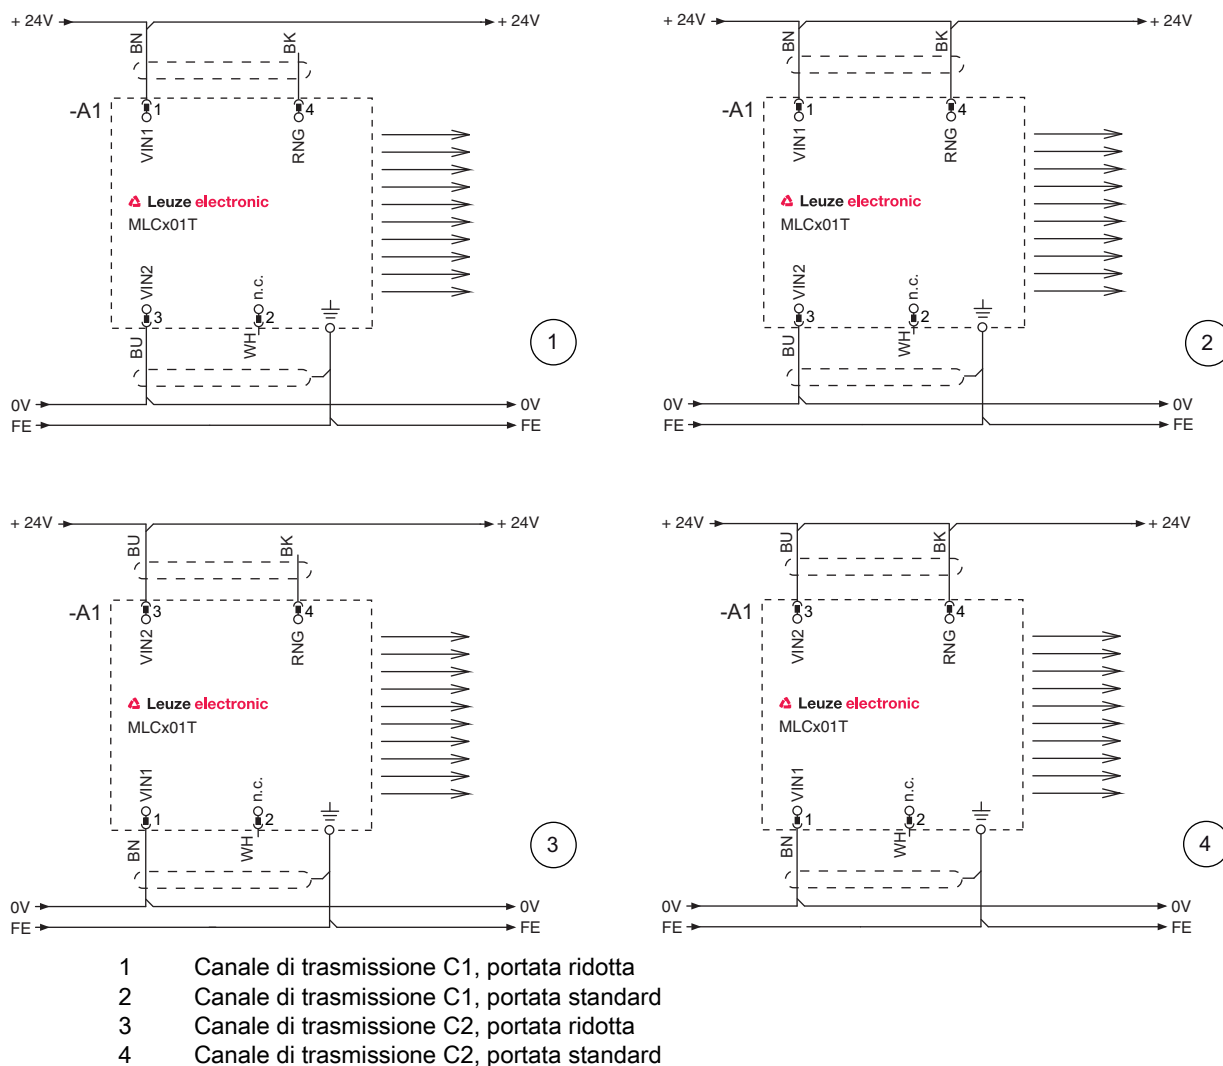 + 24V
+ 24V
BN
BK
-A1
1
4
VIN1
RNG
Leuze electronic
MLCx01T
VIN2
n.c.
3
2
BU
WH
1
0V
0V
FE
FE
+ 24V
+ 24V
BN
BK
-A1
1
4
VIN1
RNG
Leuze electronic
MLCx01T
VIN2
n.c.
3
2
BU
WH
2
0V
0V
FE
FE
+ 24V
+ 24V
BU
BK
-A1
3
4
VIN2
RNG
Leuze electronic
MLCx01T
VIN1
n.c.
1
2
BN
WH
3
0V
0V
FE
FE
+ 24V
+ 24V
BU
BK
-A1
3
4
VIN2
RNG
Leuze electronic
MLCx01T
VIN1
n.c.
1
2
BN
WH
4
0V
0V
FE
FE
1 Canale di trasmissione C1, portata ridotta
2 Canale di trasmissione C1, portata standard
3 Canale di trasmissione C2, portata ridotta
4 Canale di trasmissione C2, portata standard